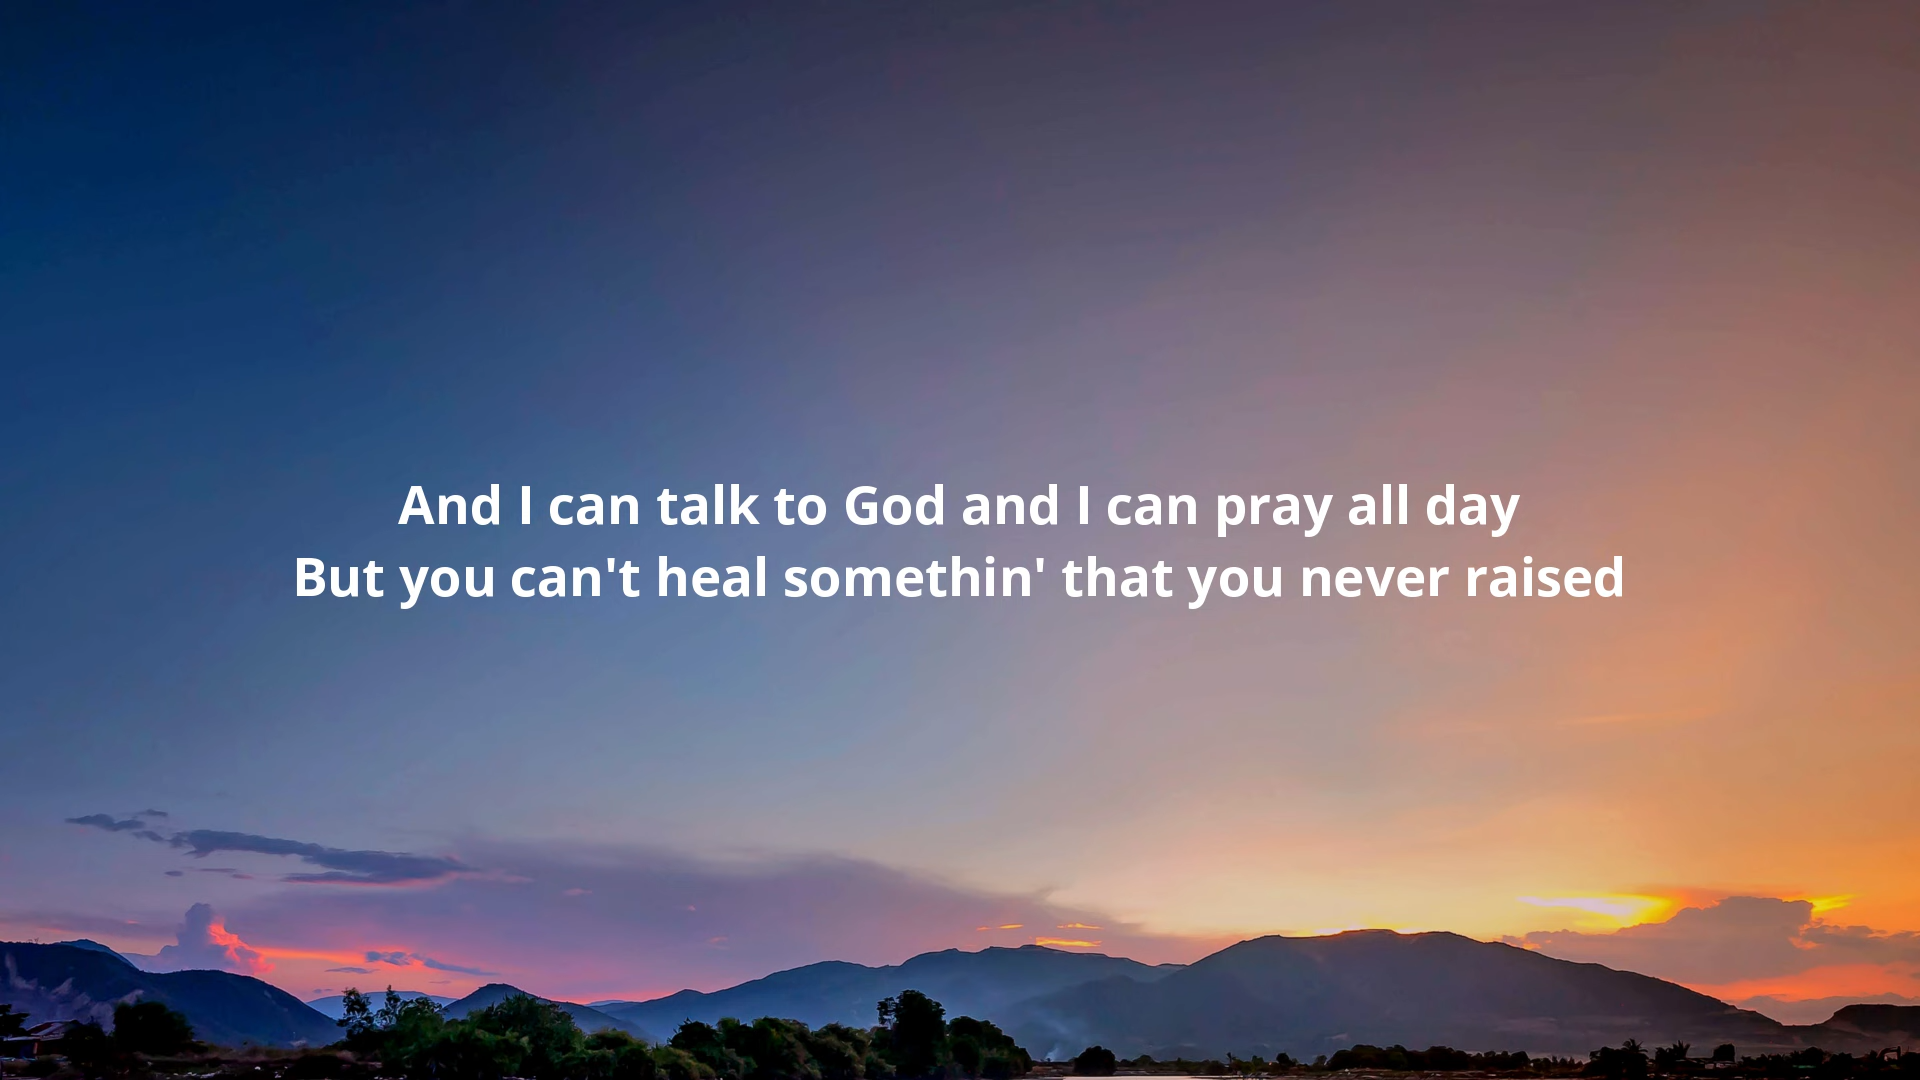 And I can talk to God and I can pray all day
But you can't heal somethin' that you never raised